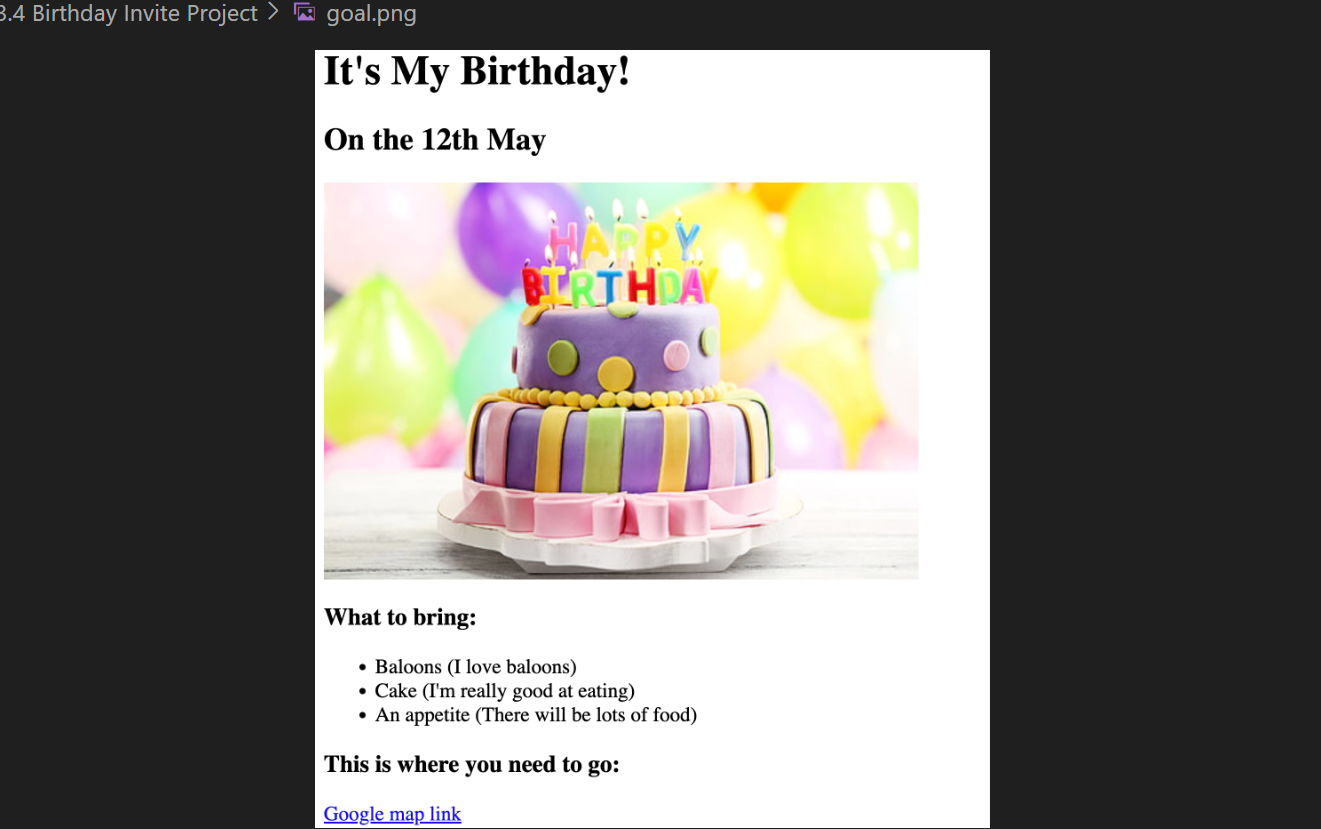 3.4 Birthday Invite Project > goal.png
It's My Birthday!
On the 12th May
HAPPY
BIRTHDAY
What to bring:
• Baloons (I love baloons)
• Cake (I'm really good at eating)
• An appetite (There will be lots of food)
This is where you need to go:
Google map link